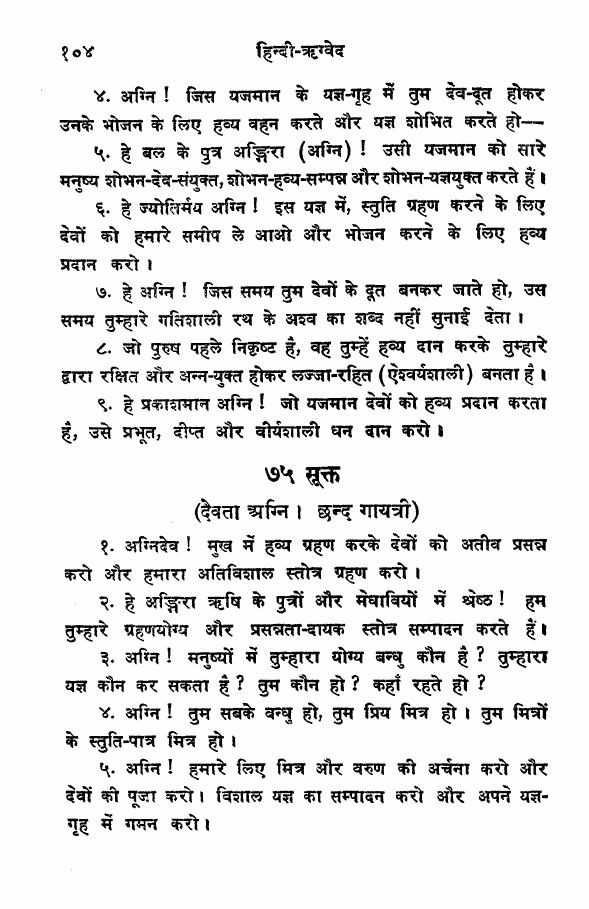 १०४ हिन्दी-ऋग्वेद
४. अग्नि ! जिस यजमान के यज्ञ-गृह में तुम देव-दूत होकर
उनके भोजन के लिए हव्य वहन करते और यज्ञ शोभित करते हो--
५. हे बल के पुत्र अङ्गिरा (अग्नि) ! उसी यजमान को सारे
मनुष्य शोभन-देव-संयुक्त, शोभन-हव्य-सम्पन्न और शोभन-यज्ञयुक्त करते हैं।
६. हे ज्योतिर्मय अग्नि ! इस यज्ञ में, स्तुति ग्रहण करने के लिए
देवों को हमारे समीप ले आओ और भोजन करने के लिए हव्य
प्रदान करो।
७. हे अग्नि ! जिस समय तुम देवों के दूत बनकर जाते हो, उस
समय तुम्हारे गतिशाली रथ के अश्व का शब्द नहीं सुनाई देता।
८. जो पुरुष पहले निकृष्ट है, वह तुम्हें हव्य दान करके तुम्हारे
द्वारा रक्षित और अन्न-युक्त होकर लज्जा-रहित (ऐश्वर्यशाली) बनता है।
९. हे प्रकाशमान अग्नि ! जो यजमान देवों को हव्य प्रदान करता
है, उसे प्रभूत, दीप्त और वीर्यशाली धन दान करो।
७५ सूक्त
(देवता अग्नि। छन्द गायत्री)
१. अग्निदेव ! मुख में हव्य ग्रहण करके देवों को अतीव प्रसन्न
करो और हमारा अतिविशाल स्तोत्र ग्रहण करो।
२. हे अङ्गिरा ऋषि के पुत्रों और मेधावियों में श्रेष्ठ ! हम
तुम्हारे ग्रहणयोग्य और प्रसन्नता-दायक स्तोत्र सम्पादन करते हैं।
३. अग्नि ! मनुष्यों में तुम्हारा योग्य बन्धु कौन है ? तुम्हारा
यज्ञ कौन कर सकता है ? तुम कौन हो ? कहाँ रहते हो ?
४. अग्नि ! तुम सबके बन्धु हो, तुम प्रिय मित्र हो। तुम मित्रों
के स्तुति-पात्र मित्र हो।
५. अग्नि ! हमारे लिए मित्र और वरुण की अर्चना करो और
देवों की पूजा करो। विशाल यज्ञ का सम्पादन करो और अपने यज्ञ-
गृह में गमन करो।